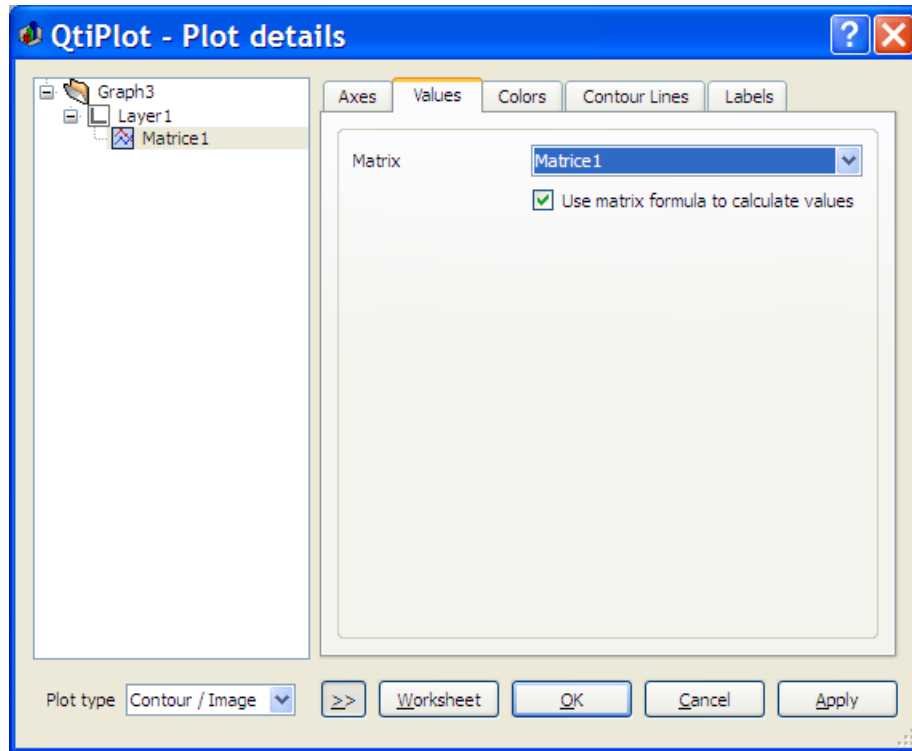 QtiPlot - Plot details
Graph3
Layer1
Matrice1
Axes
Values
Colors
Contour Lines
Labels
Matrix
Matrice1
Use matrix formula to calculate values
Plot type
Contour / Image
>>
Worksheet
OK
Cancel
Apply